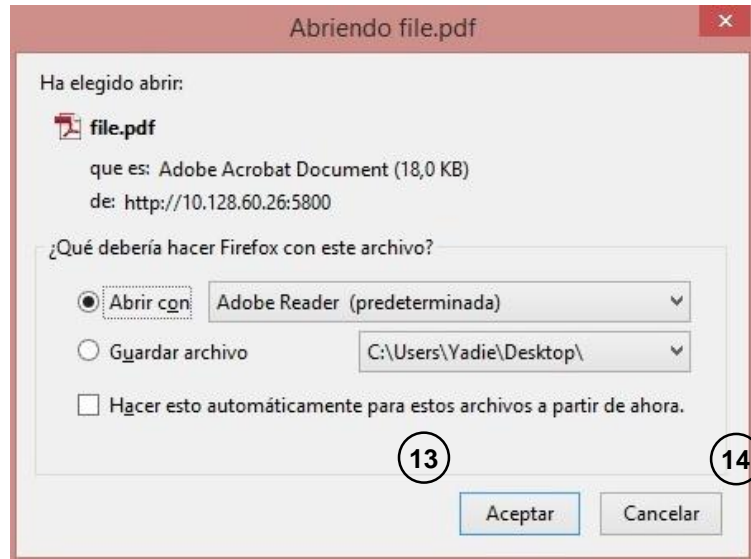 Abriendo file.pdf
Ha elegido abrir:
file.pdf
que es: Adobe Acrobat Document (18,0 KB)
de: http://10.128.60.26:5800
¿Qué debería hacer Firefox con este archivo?
Abrir con Adobe Reader (predeterminada)
Guardar archivo C:\Users\Yadie\Desktop\
Hacer esto automáticamente para estos archivos a partir de ahora.
13 14
Aceptar Cancelar